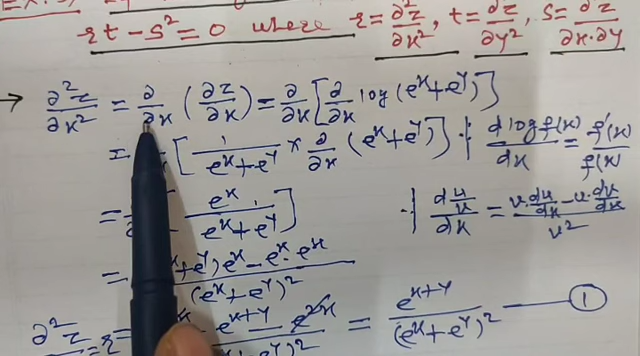 rt - s² = 0 where r = ∂²z/∂x², t = ∂²z/∂y², s = ∂²z/∂x·∂y
→ ∂²z/∂x² = ∂/∂x (∂z/∂x) = ∂/∂x [∂/∂x log (eˣ + eʸ)]
= [1/(eˣ + eʸ) × ∂/∂x (eˣ + eʸ)] { d log f(x)/dx = f'(x)/f(x)
= eˣ/(eˣ + eʸ)] { d u/v /dx = (v·du/dx - u·dv/dx)/v²
= + eʸ)eˣ - eˣ·eˣ/(eˣ + eʸ)²
∂²z = r = eˣ⁺ʸ - e²ˣ/ + eʸ)² = eˣ⁺ʸ/(eˣ + eʸ)² — ①